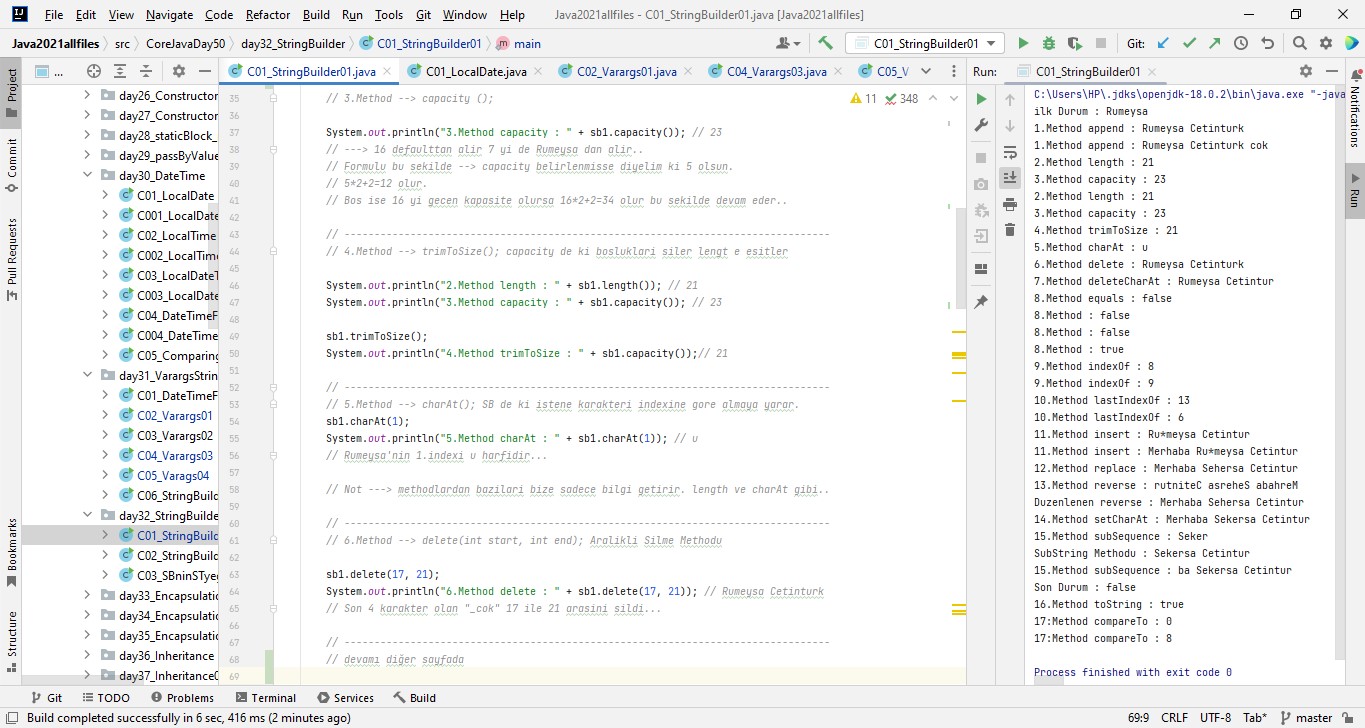 File Edit View Navigate Code Refactor Build Run Tools Git Window Help Java2021allfiles - C01_StringBuilder01.java [Java2021allfiles]
Java2021allfiles src CoreJavaDay50 day32_StringBuilder C01_StringBuilder01 main C01_StringBuilder01 Git:
... C01_StringBuilder01.java C01_LocalDate.java C02_Varargs01.java C04_Varargs03.java C05_V Run: C01_StringBuilder01
Project
Commit
Pull Requests
Bookmarks
Structure
day26_Constructor
day27_Constructor
day28_staticBlock_
day29_passByValue
day30_DateTime
C01_LocalDate
C001_LocalDate
C02_LocalTime
C002_LocalTime
C03_LocalDateT
C003_LocalDate
C04_DateTimeF
C004_DateTime
C05_Comparing
day31_VarargsStrin
C01_DateTimeF
C02_Varargs01
C03_Varargs02
C04_Varargs03
C05_Varags04
C06_StringBuild
day32_StringBuilde
C01_StringBuild
C02_StringBuild
C03_SBninSTyeg
day33_Encapsulatio
day34_Encapsulatio
day35_Encapsulatio
day36_Inheritance
day37_Inheritance0
11 348
35 // 3.Method --> capacity ();
36
37 System.out.println("3.Method capacity : " + sb1.capacity()); // 23
38 // ---> 16 defaulttan alir 7 yi de Rumeysa dan alir..
39 // Formulu bu sekilde --> capacity belirlenmisse diyelim ki 5 olsun.
40 // 5*2+2=12 olur.
41 // Bos ise 16 yi gecen kapasite olursa 16*2+2=34 olur bu sekilde devam eder..
42
43 // --------------------------------------------------------------------------------
44 // 4.Method --> trimToSize(); capacity de ki bosluklari siler lengt e esitler
45
46 System.out.println("2.Method length : " + sb1.length()); // 21
47 System.out.println("3.Method capacity : " + sb1.capacity()); // 23
48
49 sb1.trimToSize();
50 System.out.println("4.Method trimToSize : " + sb1.capacity());// 21
51
52 // --------------------------------------------------------------------------------
53 // 5.Method --> charAt(); SB de ki istene karakteri indexine gore almaya yarar.
54 sb1.charAt(1);
55 System.out.println("5.Method charAt : " + sb1.charAt(1)); // u
56 // Rumeysa'nin 1.indexi u harfidir...
57
58 // Not ---> methodlardan bazilari bize sadece bilgi getirir. length ve charAt gibi..
59
60 // --------------------------------------------------------------------------------
61 // 6.Method --> delete(int start, int end); Aralikli Silme Methodu
62
63 sb1.delete(17, 21);
64 System.out.println("6.Method delete : " + sb1.delete(17, 21)); // Rumeysa Cetinturk
65 // Son 4 karakter olan "_cok" 17 ile 21 arasini sildi...
66
67 // --------------------------------------------------------------------------------
68 // devamı diğer sayfada
69
C:\Users\HP\.jdks\openjdk-18.0.2\bin\java.exe "-java
ilk Durum : Rumeysa
1.Method append : Rumeysa Cetinturk
1.Method append : Rumeysa Cetinturk cok
2.Method length : 21
3.Method capacity : 23
2.Method length : 21
3.Method capacity : 23
4.Method trimToSize : 21
5.Method charAt : u
6.Method delete : Rumeysa Cetinturk
7.Method deleteCharAt : Rumeysa Cetintur
8.Method equals : false
8.Method : false
8.Method : false
8.Method : true
9.Method indexOf : 8
9.Method indexOf : 9
10.Method lastIndexOf : 13
10.Method lastIndexOf : 6
11.Method insert : Ru*meysa Cetintur
11.Method insert : Merhaba Ru*meysa Cetintur
12.Method replace : Merhaba Sehersa Cetintur
13.Method reverse : rutniteC asreheS abahreM
Duzenlenen reverse : Merhaba Sehersa Cetintur
14.Method setCharAt : Merhaba Sekersa Cetintur
15.Method subSequence : Seker
SubString Methodu : Sekersa Cetintur
15.Method subSequence : ba Sekersa Cetintur
Son Durum : false
16.Method toString : true
17:Method compareTo : 0
17:Method compareTo : 8
Process finished with exit code 0
Notifications
Run
Git TODO Problems Terminal Services Build
Build completed successfully in 6 sec, 416 ms (2 minutes ago) 69:9 CRLF UTF-8 Tab* master